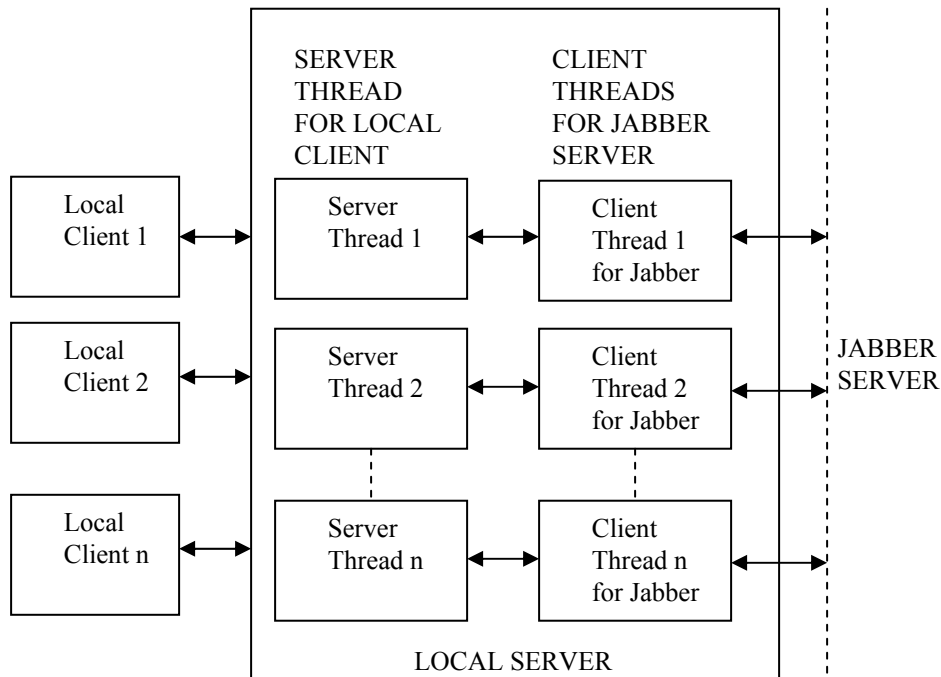 SERVER
THREAD
FOR LOCAL
CLIENT
CLIENT
THREADS
FOR JABBER
SERVER
Local
Client 1
Server
Thread 1
Client
Thread 1
for Jabber
Local
Client 2
Server
Thread 2
Client
Thread 2
for Jabber
JABBER
SERVER
Local
Client n
Server
Thread n
Client
Thread n
for Jabber
LOCAL SERVER